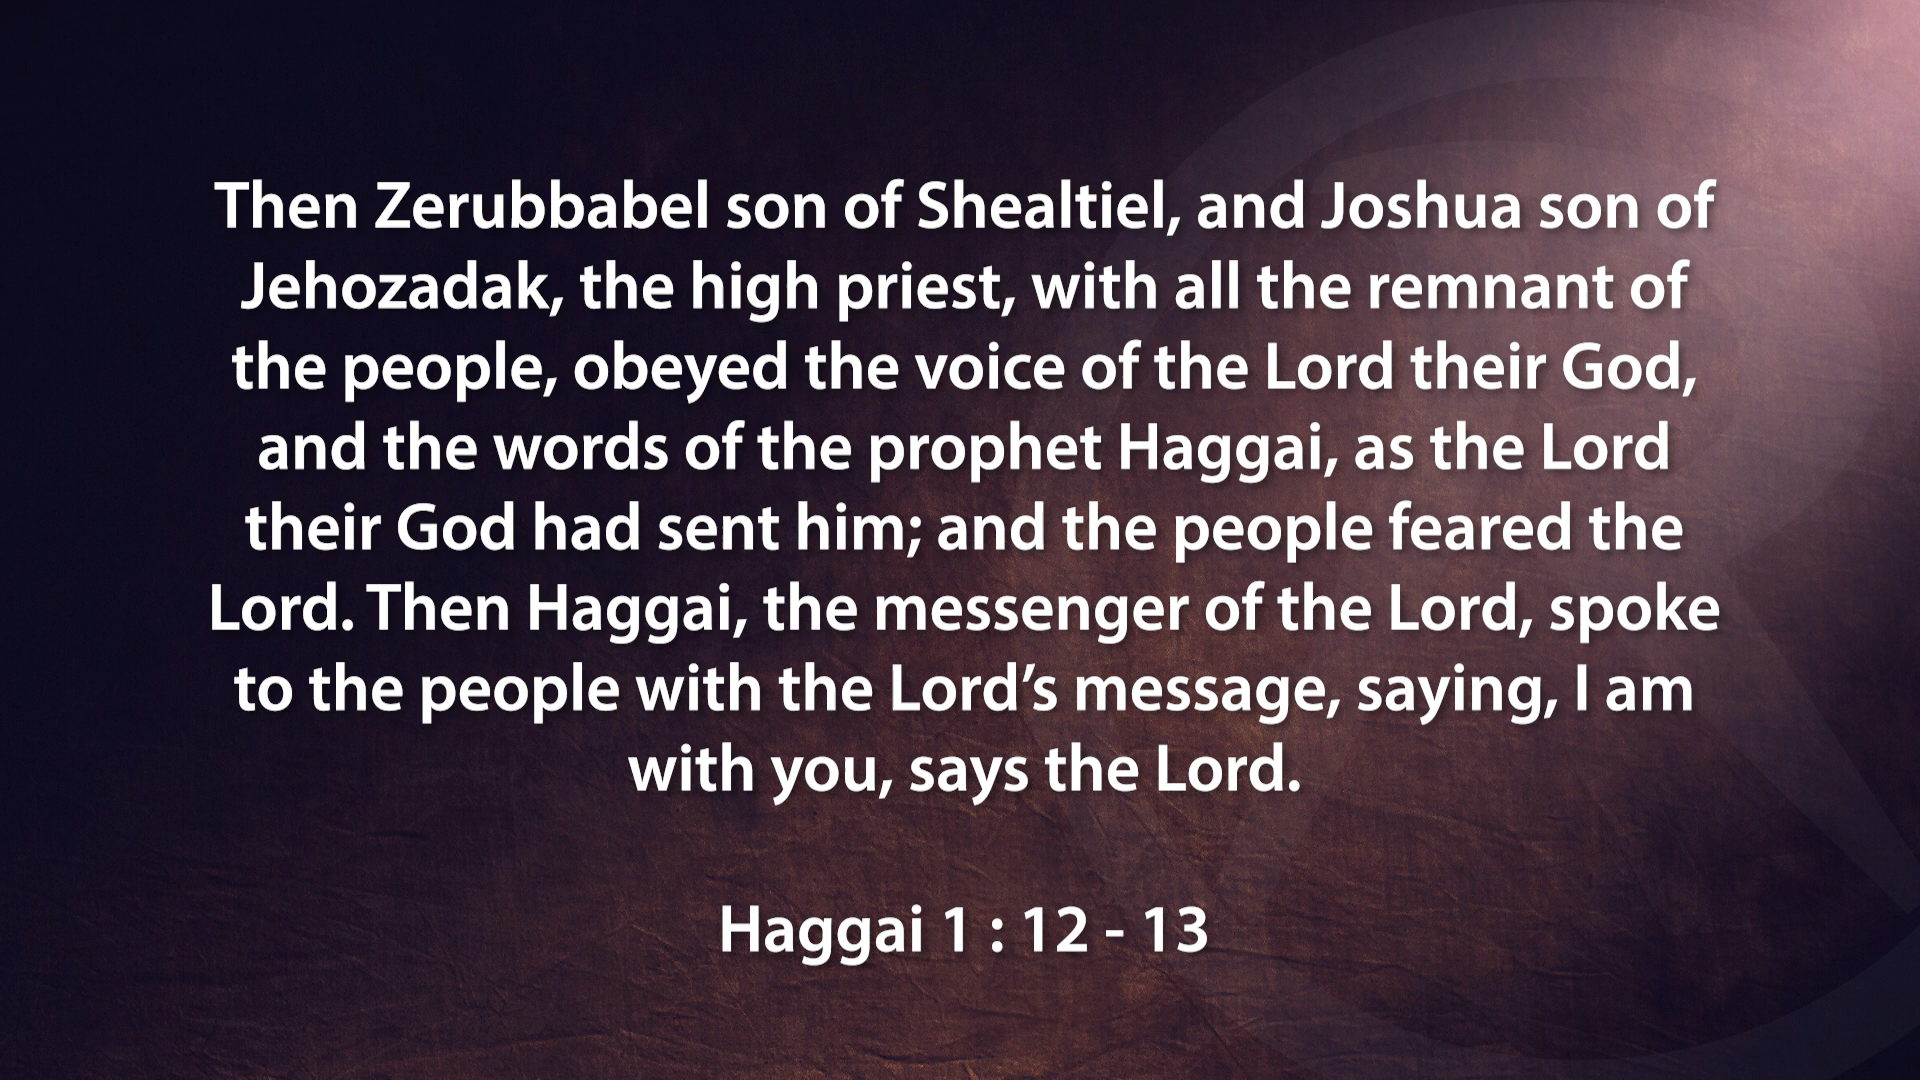 Then Zerubbabel son of Shealtiel, and Joshua son of
Jehozadak, the high priest, with all the remnant of
the people, obeyed the voice of the Lord their God,
and the words of the prophet Haggai, as the Lord
their God had sent him; and the people feared the
Lord. Then Haggai, the messenger of the Lord, spoke
to the people with the Lord’s message, saying, I am
with you, says the Lord.
Haggai 1 : 12 - 13